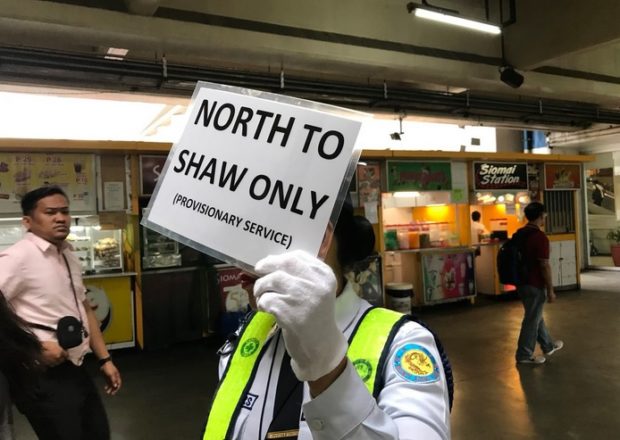 NORTH TO
SHAW ONLY
(PROVISIONARY SERVICE)
Siomai
STATION